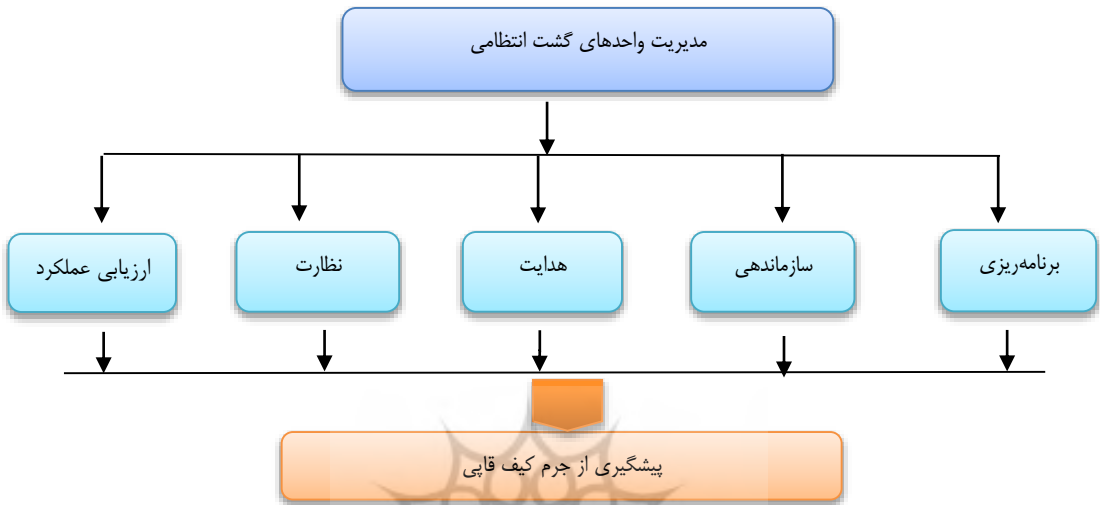 مدیریت واحدهای گشت انتظامی
برنامه‌ریزی
سازماندهی
هدایت
نظارت
ارزیابی عملکرد
پیشگیری از جرم کیف قاپی